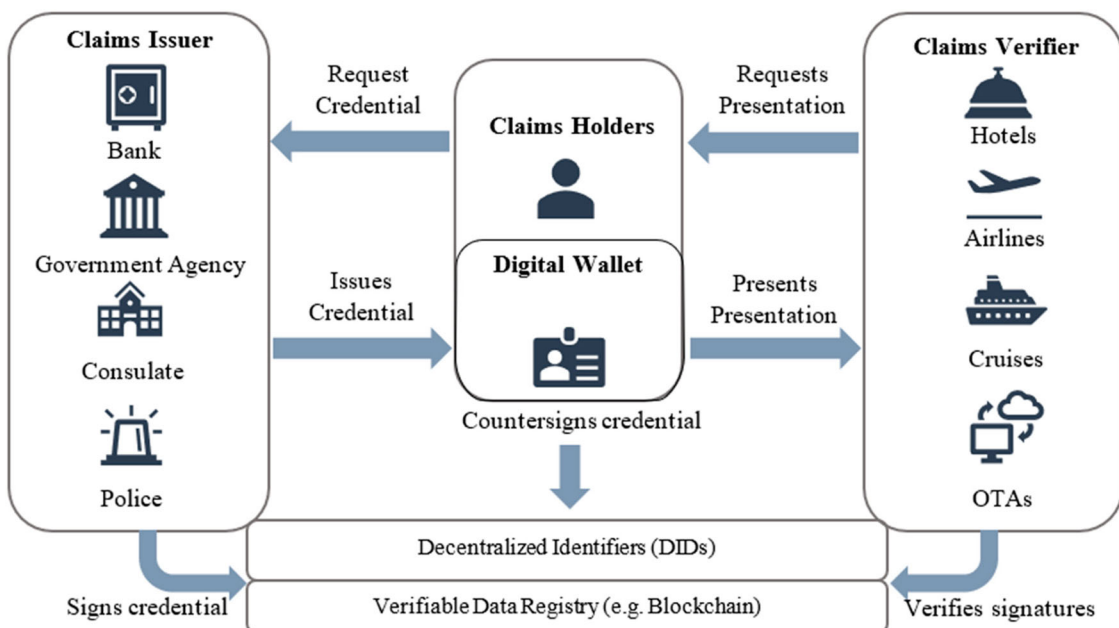 Claims Issuer
Bank
Government Agency
Consulate
Police
Request
Credential
Issues
Credential
Claims Holders
Digital Wallet
Countersigns credential
Requests
Presentation
Presents
Presentation
Claims Verifier
Hotels
Airlines
Cruises
OTAs
Signs credential
Decentralized Identifiers (DIDs)
Verifiable Data Registry (e.g. Blockchain)
Verifies signatures